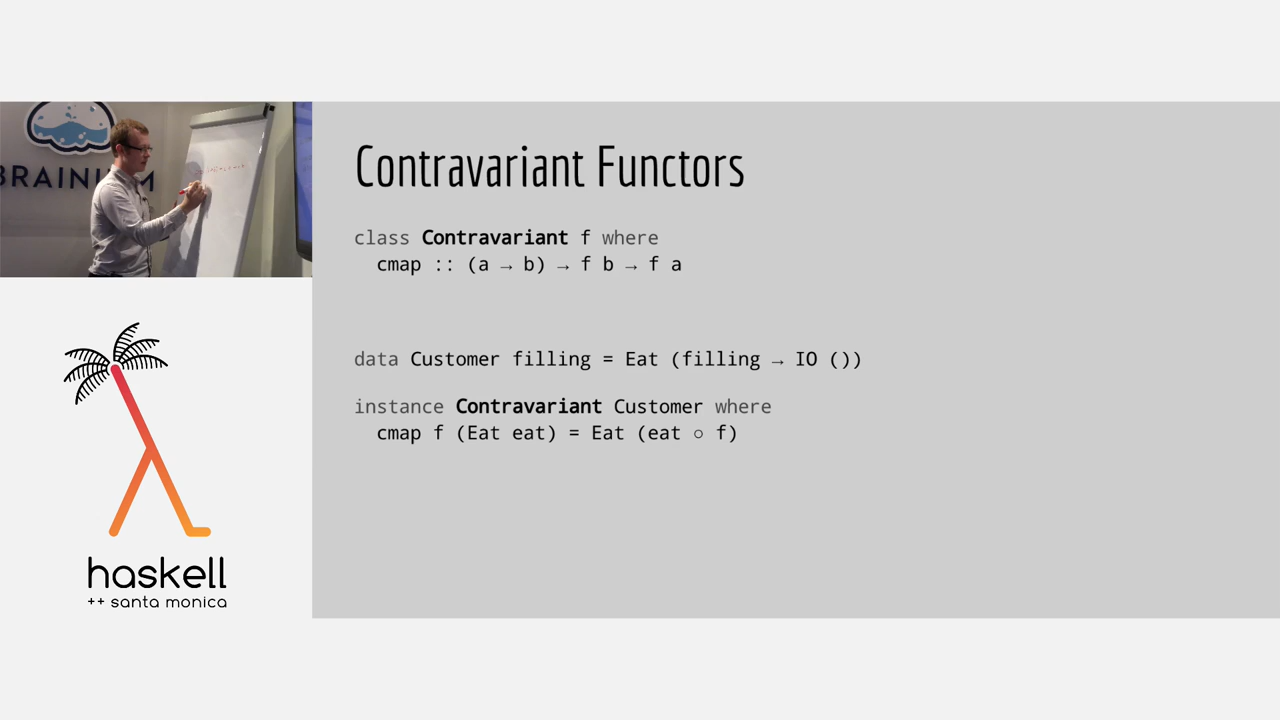 BRAINIUM
Contravariant Functors
class Contravariant f where
cmap :: (a → b) → f b → f a
data Customer filling = Eat (filling → IO ())
instance Contravariant Customer where
cmap f (Eat eat) = Eat (eat ○ f)
haskell
++ santa monica